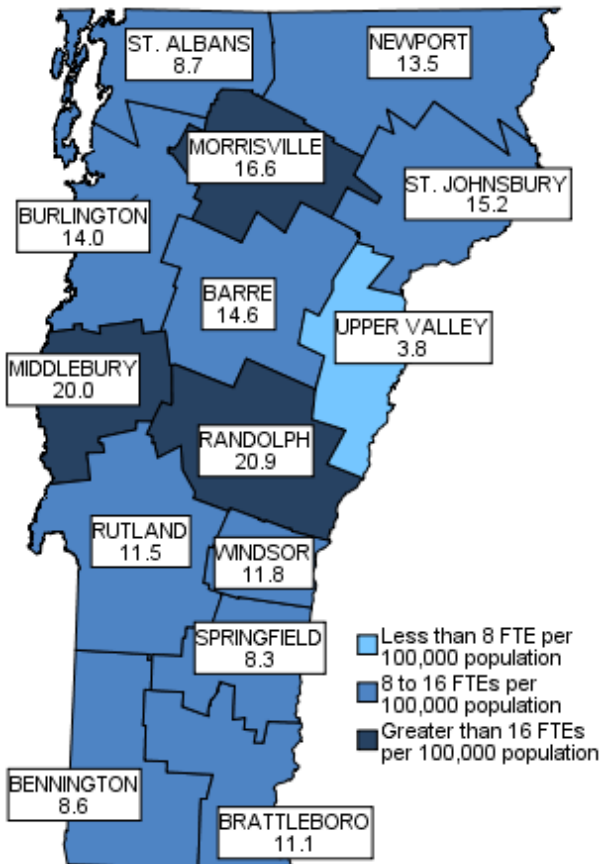 ST. ALBANS
8.7
NEWPORT
13.5
MORRISVILLE
16.6
ST. JOHNSBURY
15.2
BURLINGTON
14.0
BARRE
14.6
UPPER VALLEY
3.8
MIDDLEBURY
20.0
RANDOLPH
20.9
RUTLAND
11.5
WINDSOR
11.8
SPRINGFIELD
8.3
Less than 8 FTE per
100,000 population
8 to 16 FTEs per
100,000 population
Greater than 16 FTEs
per 100,000 population
BENNINGTON
8.6
BRATTLEBORO
11.1